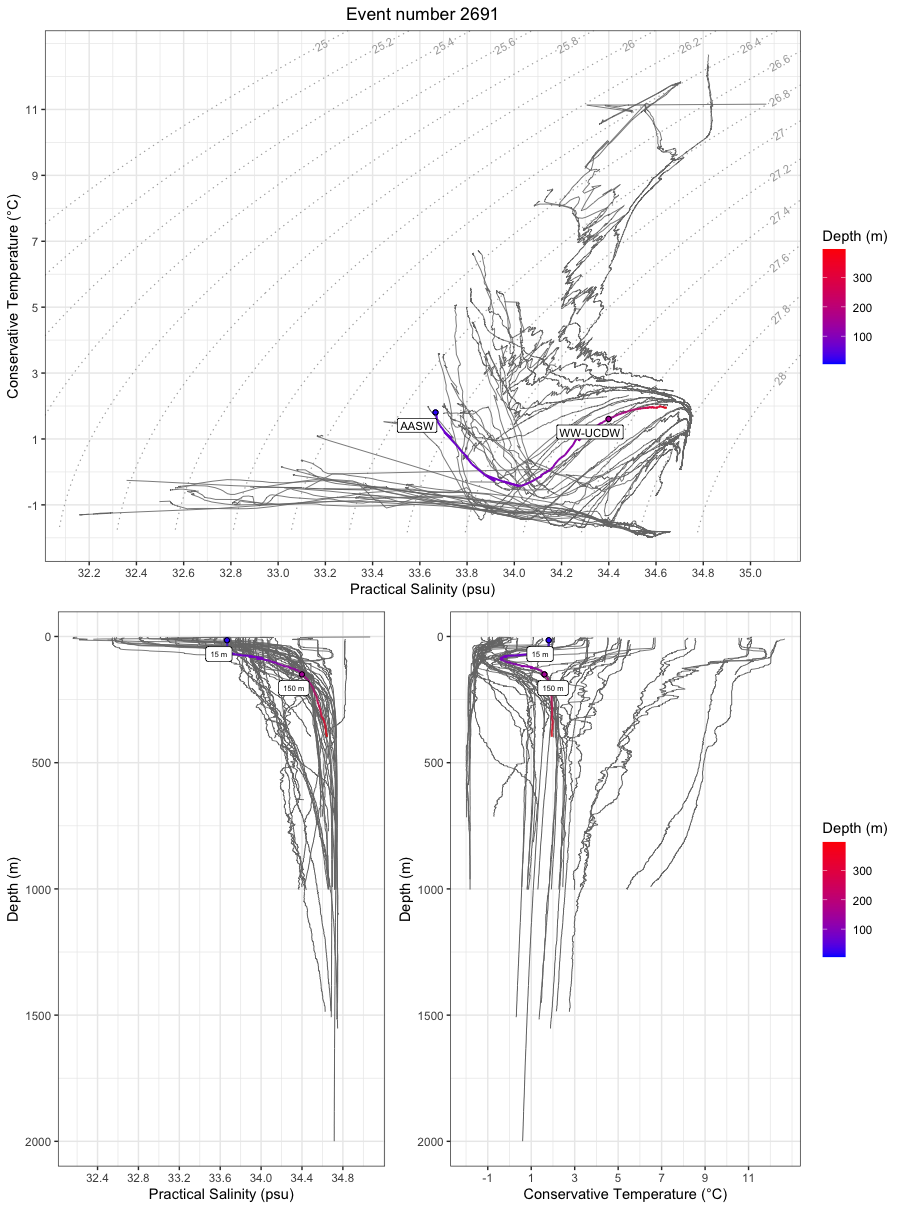 Event number 2691
25 25.2 25.4 25.6 25.8 26 26.2 26.4
26.6
26.8
27
27.2
27.4
27.6
27.8
28
11
9
7
5
3
1
-1
Conservative Temperature (°C)
AASW
WW-UCDW
32.2 32.4 32.6 32.8 33.0 33.2 33.4 33.6 33.8 34.0 34.2 34.4 34.6 34.8 35.0
Practical Salinity (psu)
Depth (m)
300
200
100
0
500
1000
1500
2000
Depth (m)
15 m
150 m
32.4 32.8 33.2 33.6 34.0 34.4 34.8
Practical Salinity (psu)
0
500
1000
1500
2000
Depth (m)
15 m
150 m
-1 1 3 5 7 9 11
Conservative Temperature (°C)
Depth (m)
300
200
100